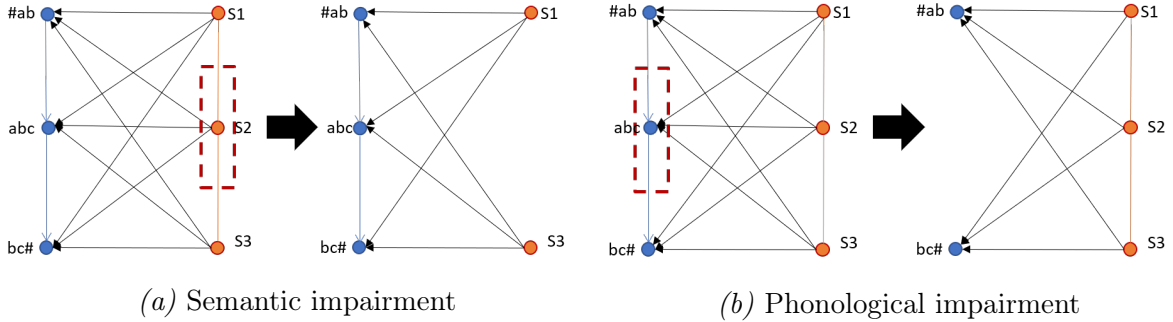 #ab S1 #ab S1 #ab S1 #ab S1
abc S2 abc abc S2 S2
bc# S3 bc# S3 bc# S3 bc# S3
(a) Semantic impairment (b) Phonological impairment